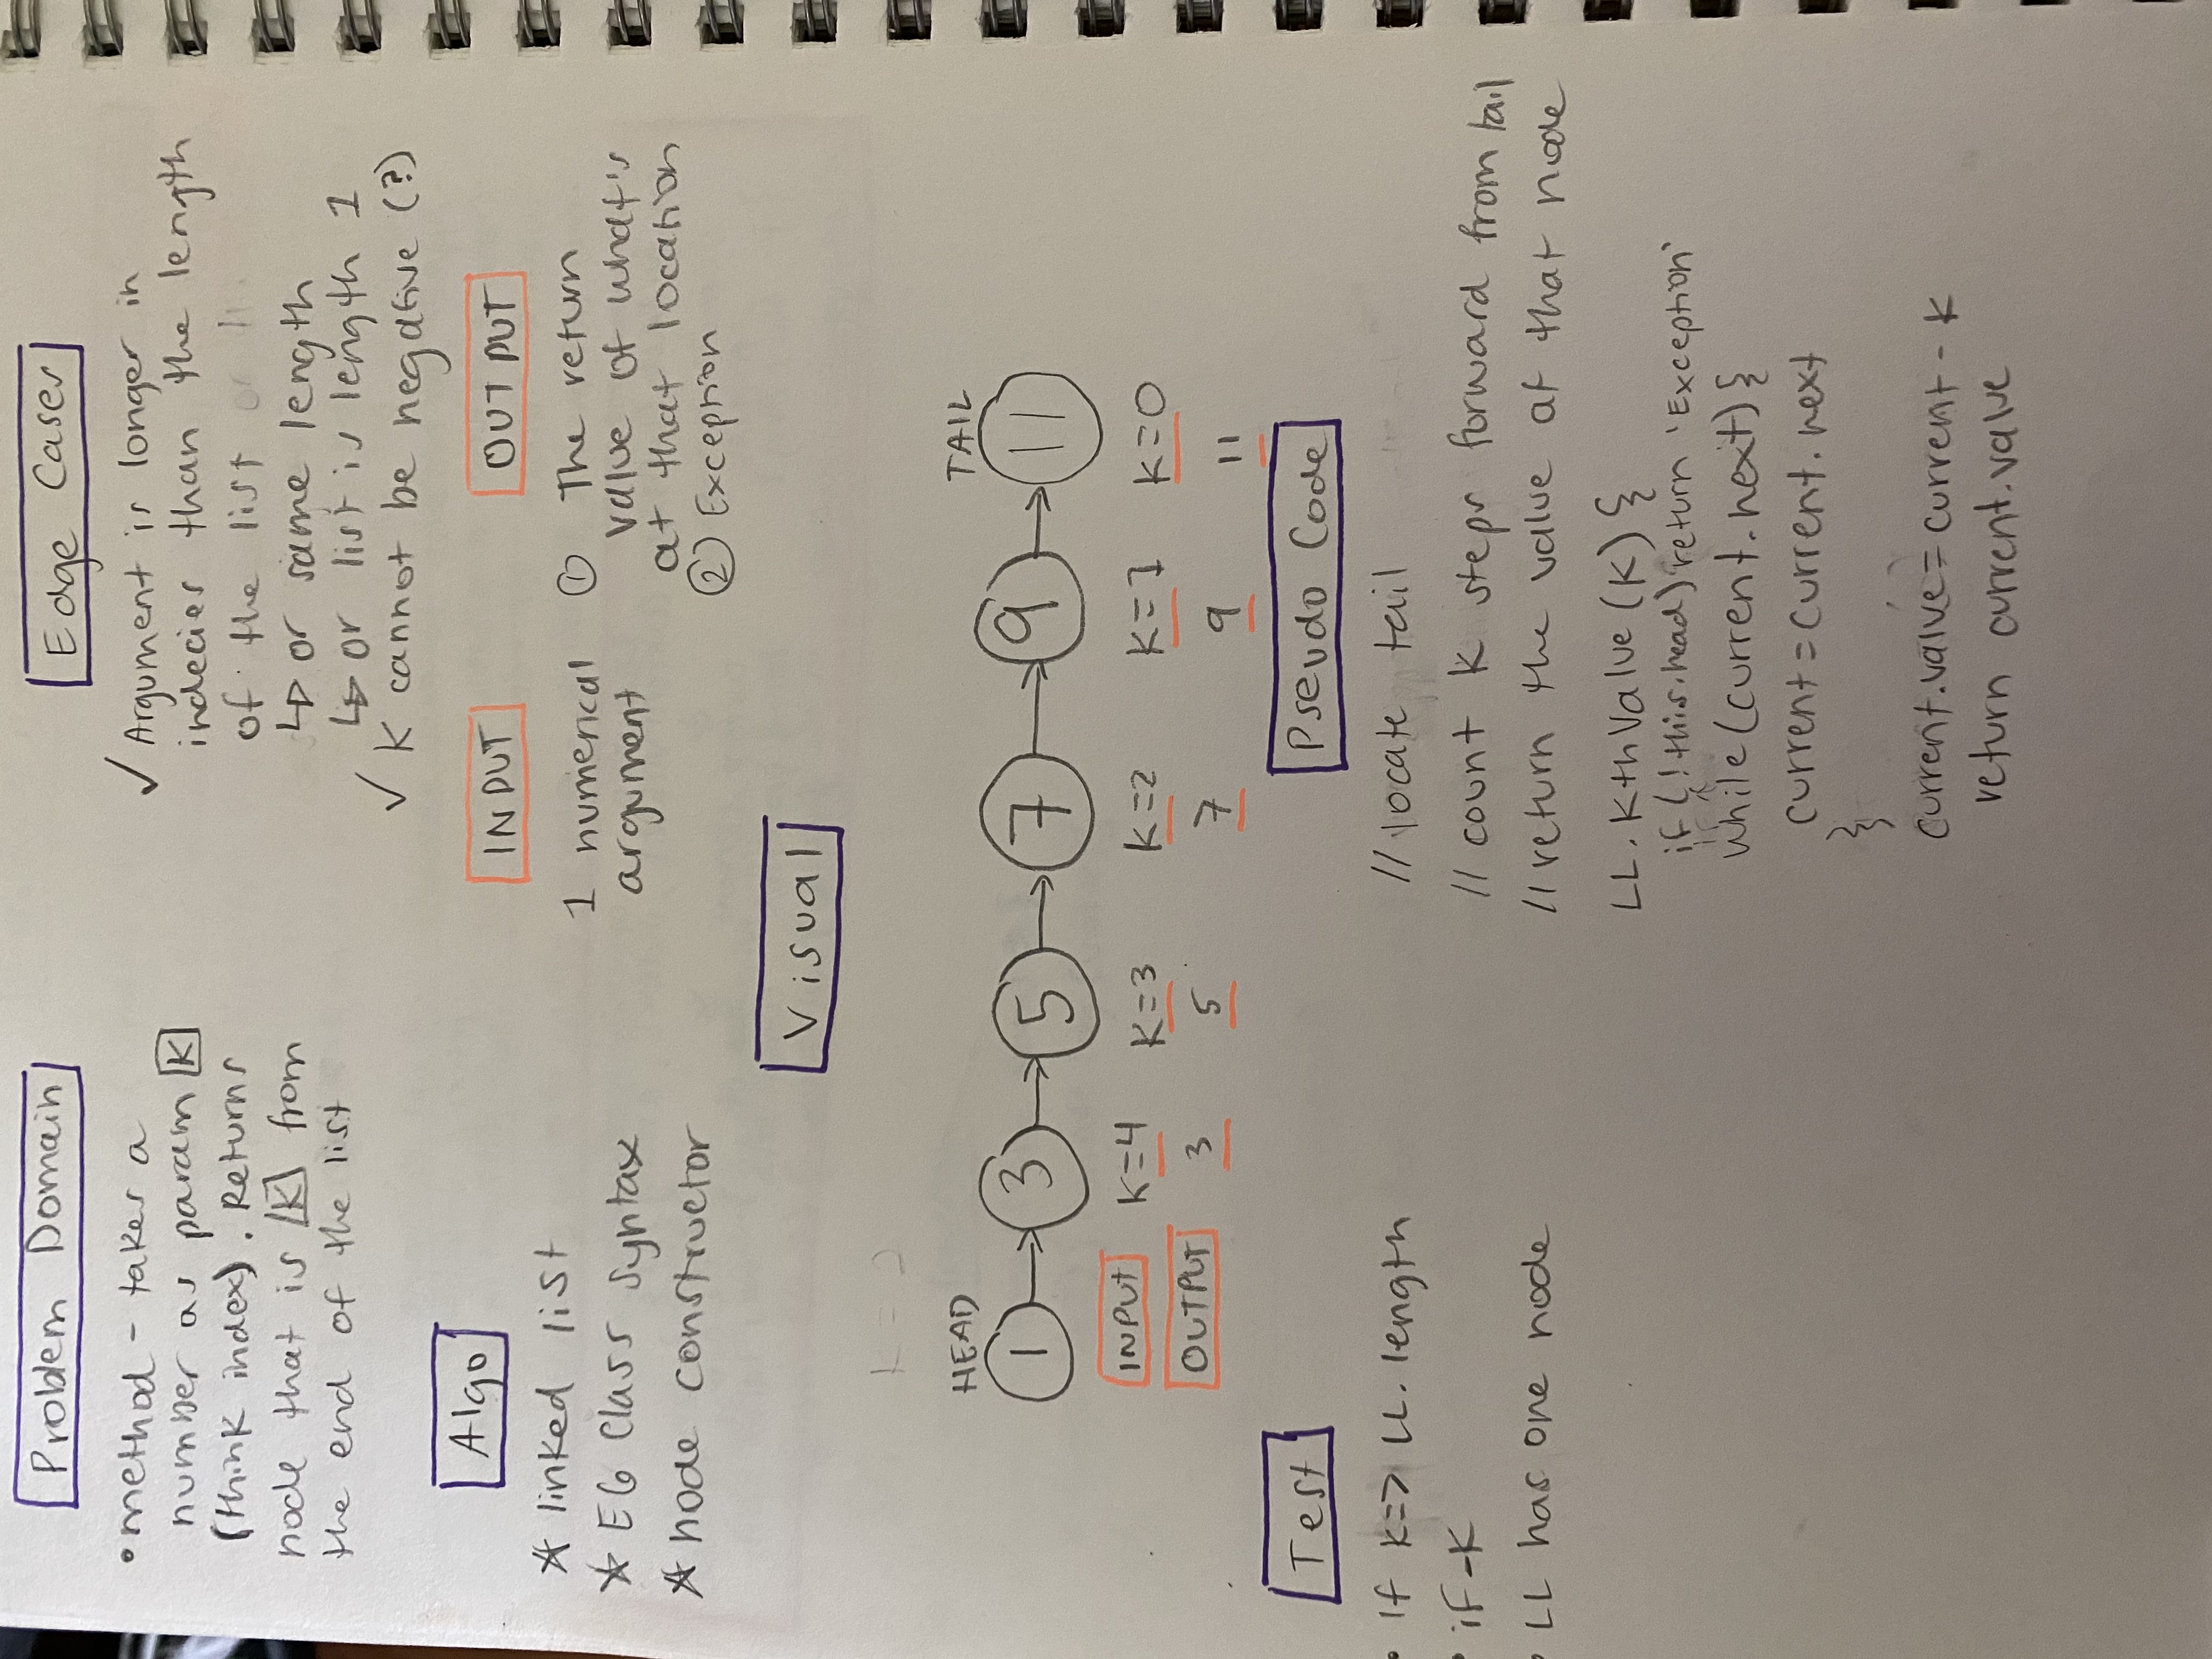 Problem Domain
• method - takes a
number as param K
(think index). Returns
node that is K from
the end of the list
Edge Cases
✓ Argument is longer in
indecies than the length
of the list
↳ or same length
↳ or list is length 1
✓ K cannot be negative (?)
Algo
☆ linked list
☆ E6 Class syntax
☆ node constructor
INPUT
1 numerical
argument
OUTPUT
① The return
value of what's
at that location
② Exception
Visual
K = 2
HEAD TAIL
1 → 3 → 5 → 7 → 9 → 11
INPUT K=4 K=3 K=2 K=1 K=0
OUTPUT 3 5 7 9 11
Test
• If k=> LL.length
• if -K
• LL has one node
Pseudo Code
// locate tail
// count K steps forward from tail
// return the value at that node
LL.KthValue(K) {
if (!this.head) return 'Exception'
while (current.next) {
current = current.next
}
current.value = current - k
return current.value